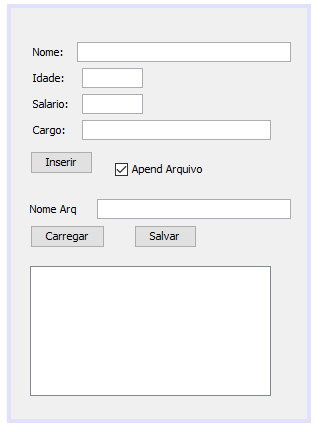 Nome:
Idade:
Salario:
Cargo:
Inserir
Apend Arquivo
Nome Arq
Carregar Salvar